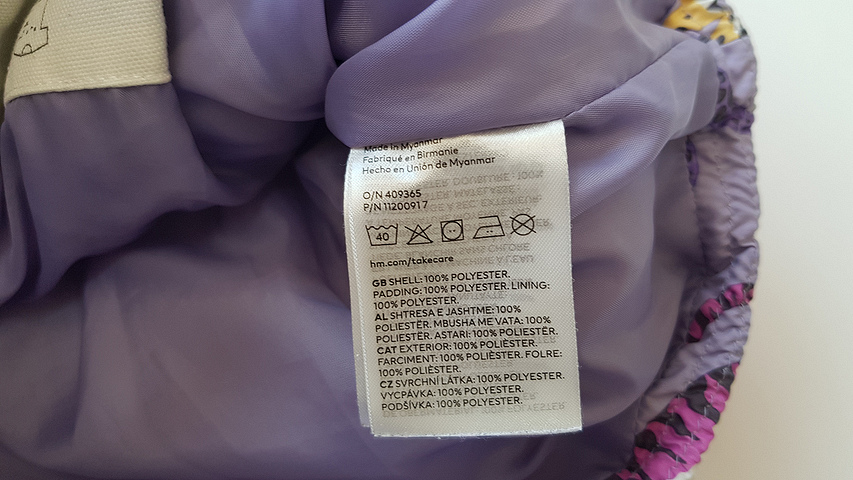 Made in Myanmar
Fabriqué en Birmanie
Hecho en Unión de Myanmar
O/N 409365
P/N 11200917
40
hm.com/takecare
GB SHELL: 100% POLYESTER.
PADDING: 100% POLYESTER. LINING:
100% POLYESTER.
AL SHTRESA E JASHTME: 100%
POLIESTËR. MBUSHA ME VATA: 100%
POLIESTËR. ASTARI: 100% POLIESTËR.
CAT EXTERIOR: 100% POLIÈSTER.
FARCIMENT: 100% POLIÈSTER. FOLRE:
100% POLIÈSTER.
CZ SVRCHNÍ LÁTKA: 100% POLYESTER.
VYCPÁVKA: 100% POLYESTER.
PODŠÍVKA: 100% POLYESTER.